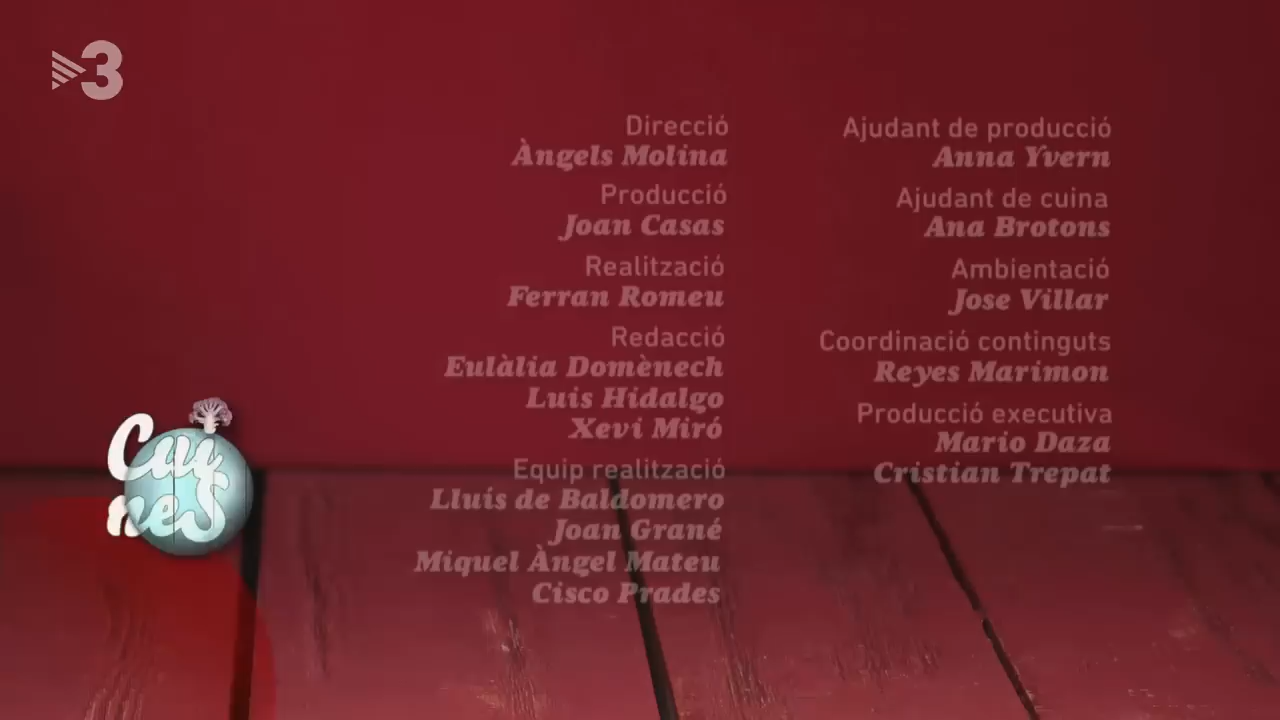 3
Direcció
Àngels Molina
Producció
Joan Casas
Realització
Ferran Romeu
Redacció
Eulàlia Domènech
Luis Hidalgo
Xevi Miró
Equip realització
Lluís de Baldomero
Joan Grané
Miquel Àngel Mateu
Cisco Prades
Ajudant de producció
Anna Yvern
Ajudant de cuina
Ana Brotons
Ambientació
Jose Villar
Coordinació continguts
Reyes Marimon
Producció executiva
Mario Daza
Cristian Trepat
Cuy
nes